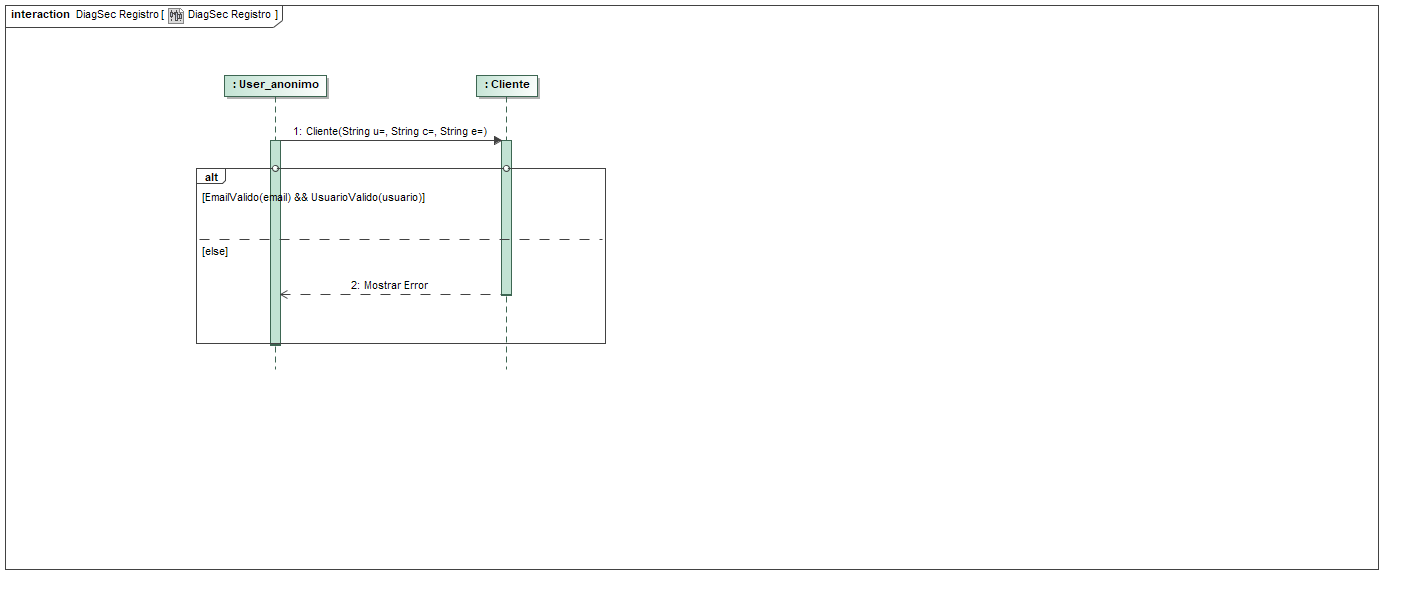 interaction DiagSec Registro [ DiagSec Registro ]
: User_anonimo
: Cliente
1: Cliente(String u=, String c=, String e=)
alt
[EmailValido(email) && UsuarioValido(usuario)]
[else]
2: Mostrar Error